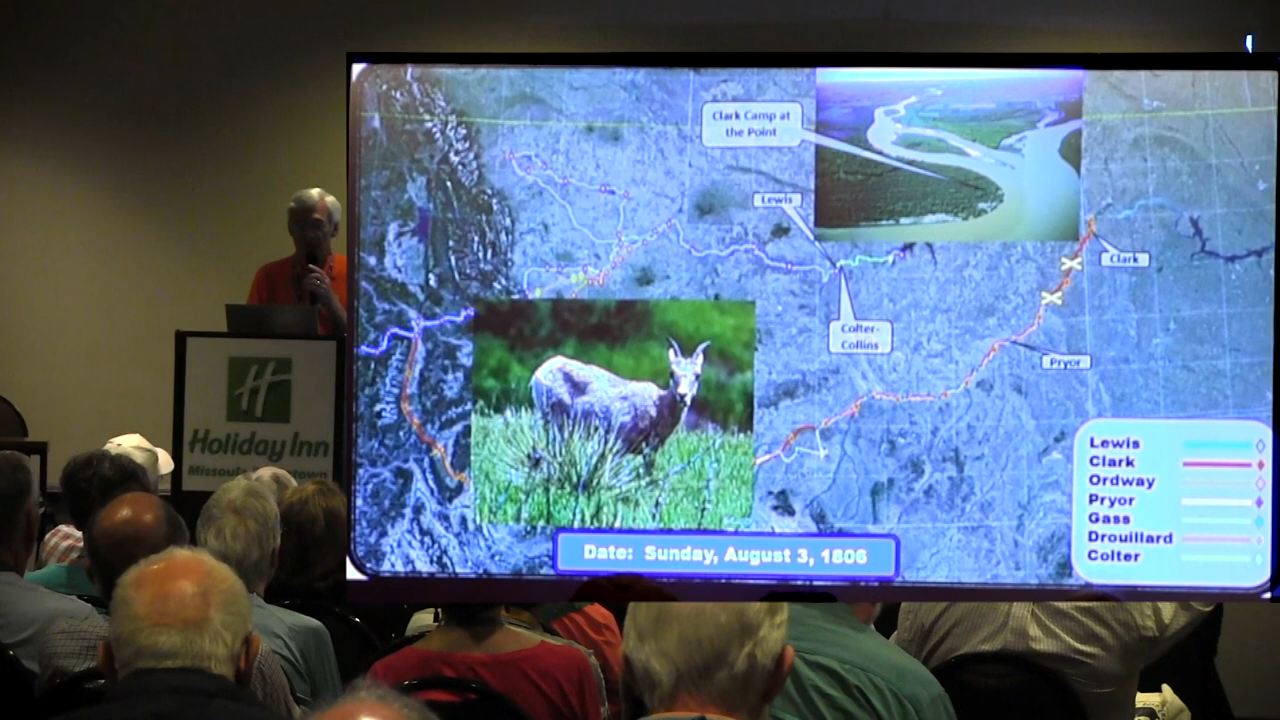 Clark Camp at
the Point
Lewis
Clark
Colter-
Collins
Pryor
Lewis
Clark
Ordway
Pryor
Gass
Drouillard
Colter
Date: Sunday, August 3, 1806
H
Holiday Inn
Missoula